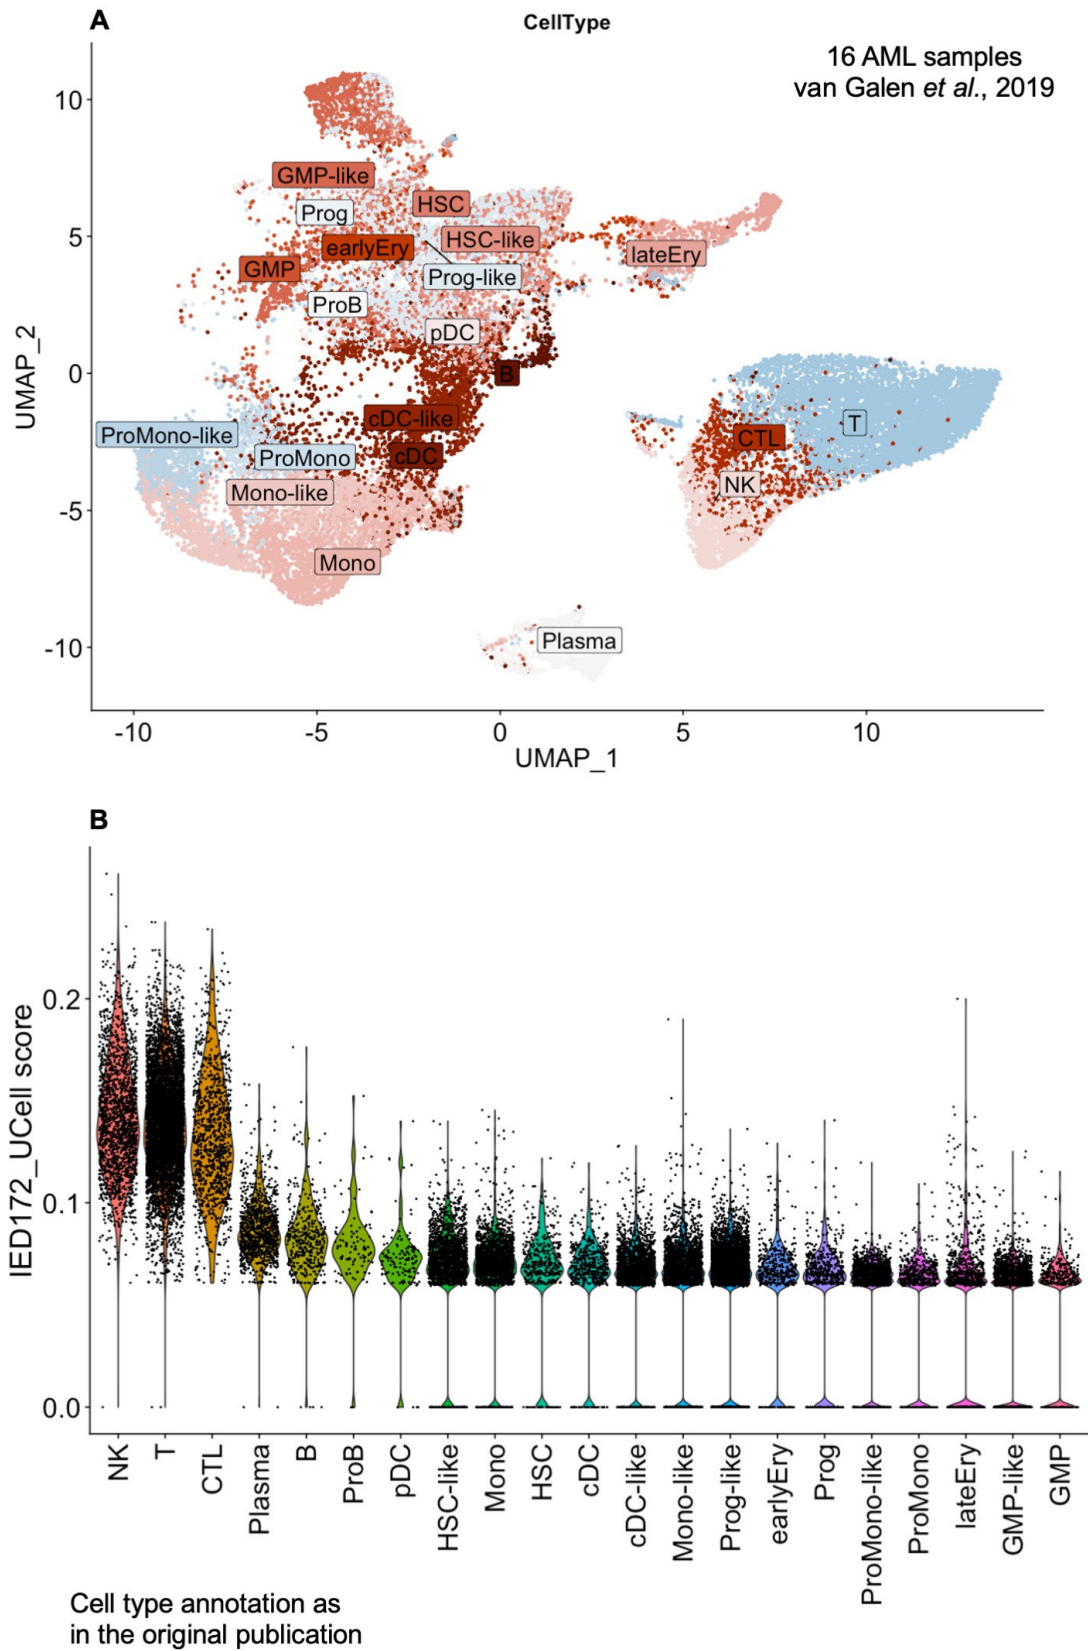 A
CellType
16 AML samples
van Galen et al., 2019
UMAP_2
10
5
0
-5
-10
GMP-like
Prog
HSC
earlyEry
HSC-like
lateEry
GMP
Prog-like
ProB
pDC
B
cDC-like
ProMono-like
ProMono
cDC
Mono-like
Mono
CTL
T
NK
Plasma
-10 -5 0 5 10
UMAP_1
B
IED172_UCell score
0.2
0.1
0.0
NK
T
CTL
Plasma
B
ProB
pDC
HSC-like
Mono
HSC
cDC
cDC-like
Mono-like
Prog-like
earlyEry
Prog
ProMono-like
ProMono
lateEry
GMP-like
GMP
Cell type annotation as
in the original publication